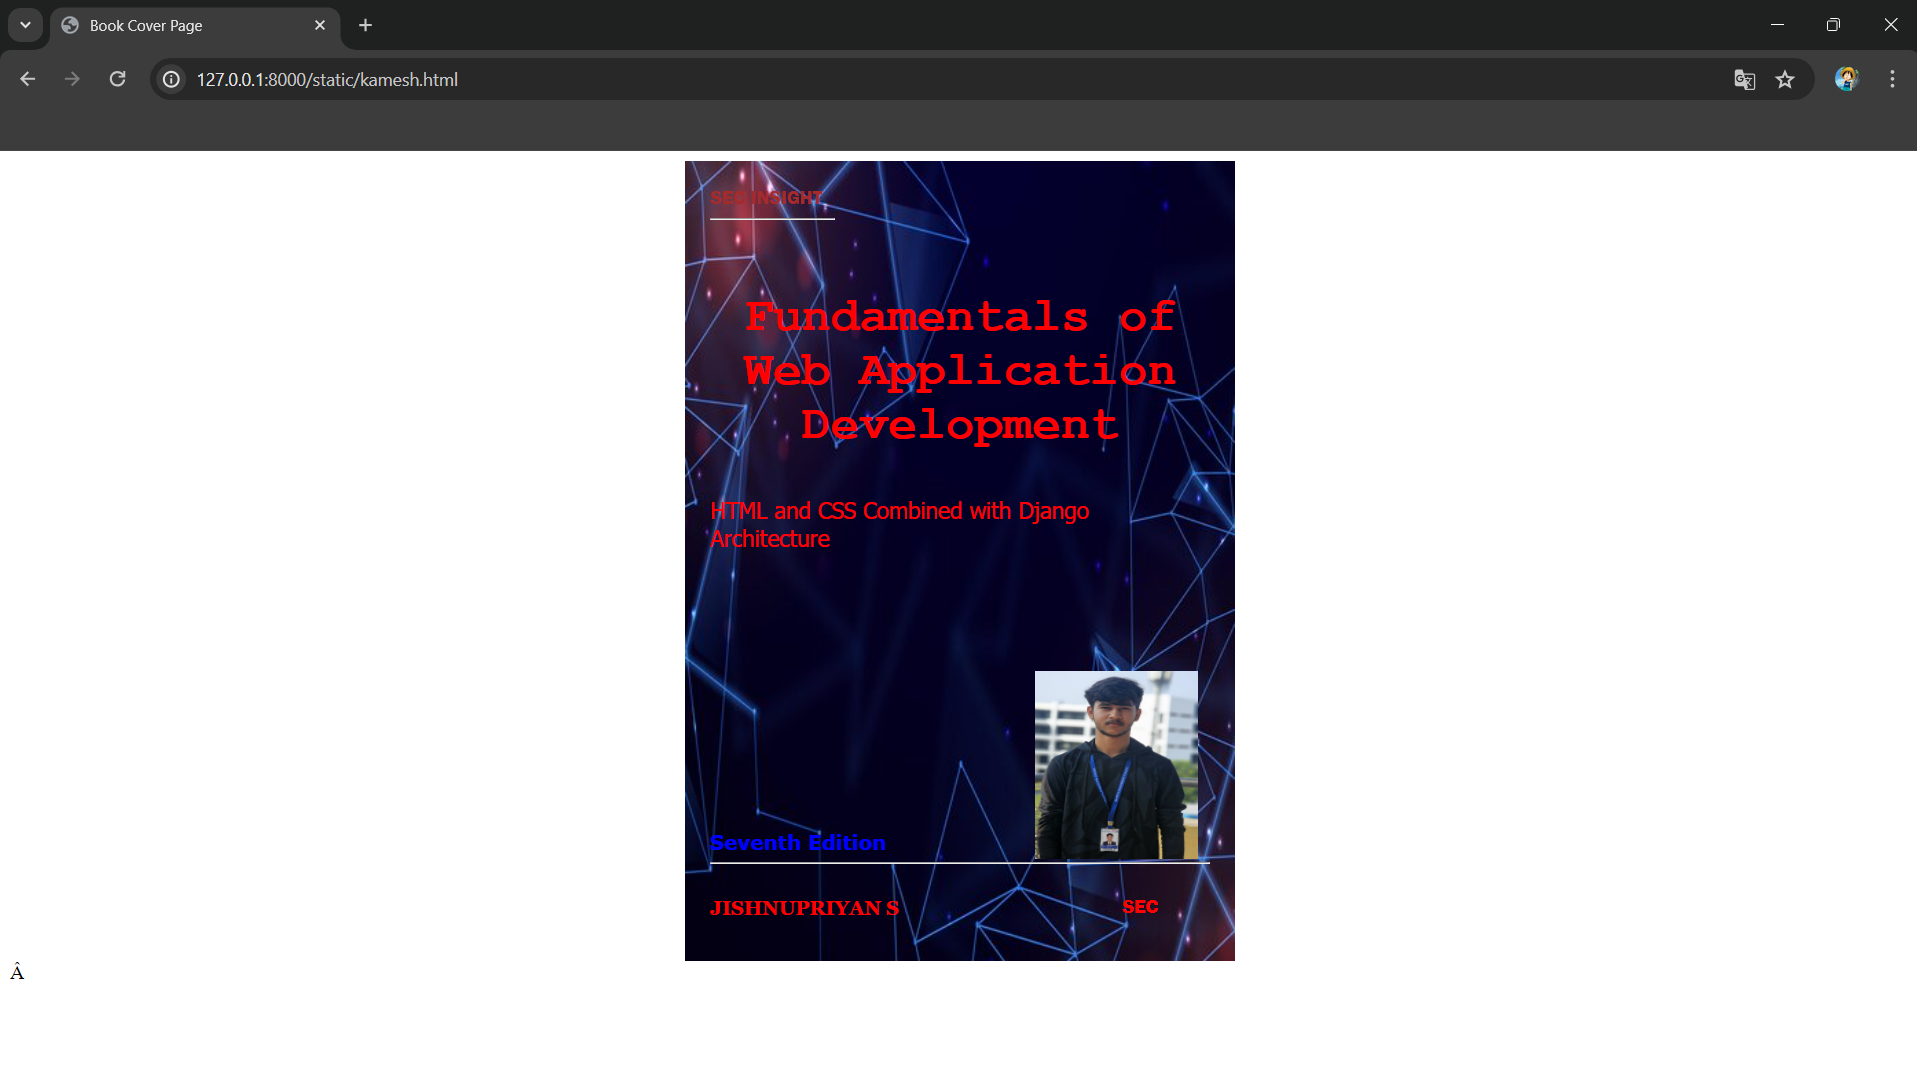 Book Cover Page
127.0.0.1:8000/static/kamesh.html
SEC INSIGHT
Fundamentals of
Web Application
Development
HTML and CSS Combined with Django
Architecture
Seventh Edition
JISHNUPRIYAN S
SEC
Â